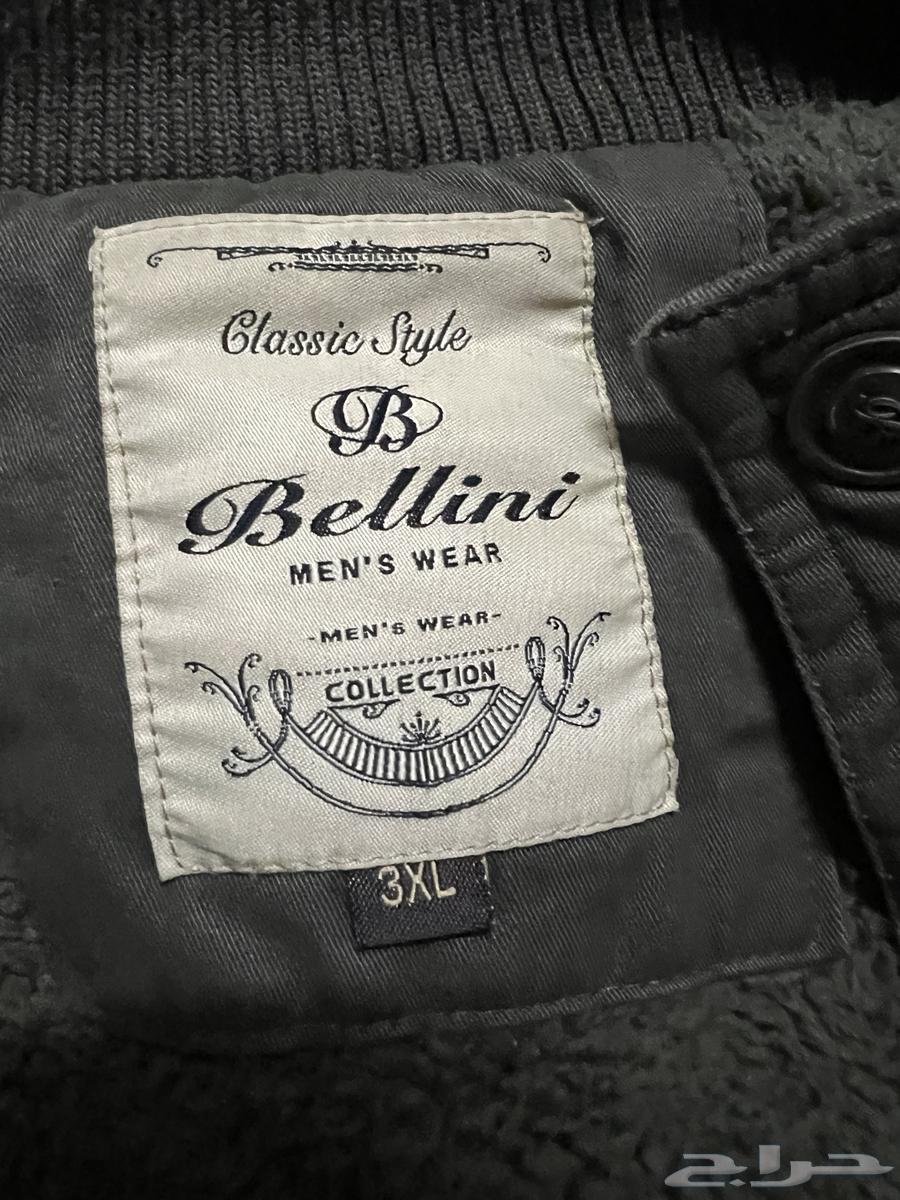 Classic Style
B
Bellini
MEN'S WEAR
-MEN'S WEAR-
COLLECTION
3XL
حراج